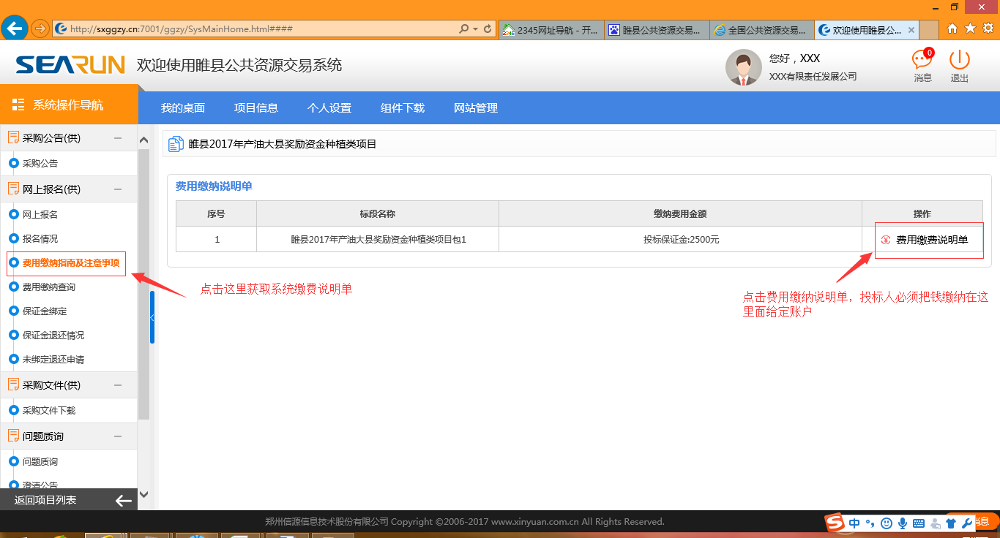 http://sxggzy.cn:7001/ggzy/SysMainHome.html####
2345网址导航 - 开...
睢县公共资源交易...
全国公共资源交易...
欢迎使用睢县公...
SEARUN
欢迎使用睢县公共资源交易系统
您好，XXX
XXX有限责任发展公司
0
消息
退出
系统操作导航
我的桌面
项目信息
个人设置
组件下载
网站管理
采购公告(供)
采购公告
网上报名(供)
网上报名
报名情况
费用缴纳指南及注意事项
费用缴纳查询
保证金绑定
保证金退还情况
未绑定退还申请
采购文件(供)
采购文件下载
问题质询
问题质询
澄清公告
返回项目列表
睢县2017年产油大县奖励资金种植类项目
费用缴纳说明单
序号
标段名称
缴纳费用金额
操作
1
睢县2017年产油大县奖励资金种植类项目包1
投标保证金:2500元
费用缴费说明单
点击这里获取系统缴费说明单
点击费用缴纳说明单，投标人必须把钱缴纳在这
里面给定账户
郑州信源信息技术股份有限公司 Copyright ©2006-2017 www.xinyuan.com.cn All Rights Reserved.
中
消息